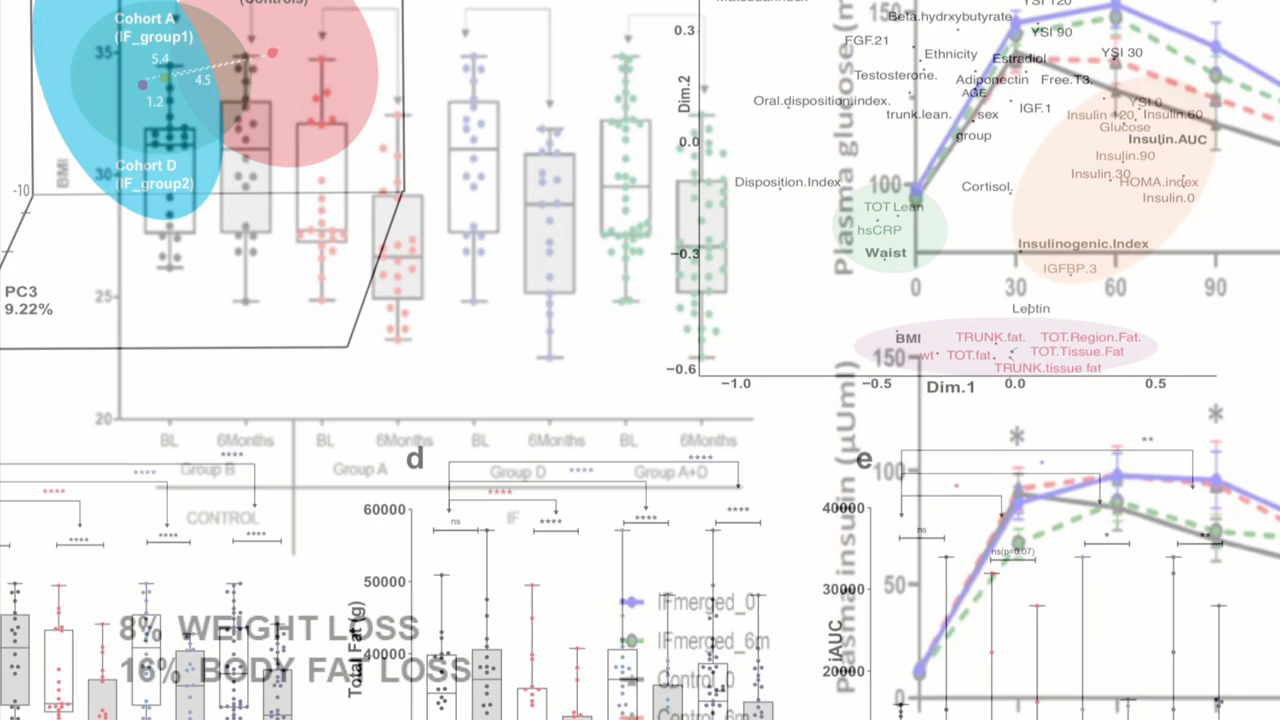 (Controls)
Cohort A
(IF_group1)
5.4
4.5
1.2
Cohort D
(IF_group2)
BMI
35
30
25
20
-10
PC3
9.22%
BL
6Months
BL
6Months
BL
6Months
BL
6Months
Group B
Group A
Group D
Group A+D
CONTROL
IF
0.3
0.0
-0.3
-0.6
Dim.2
-1.0
-0.5
0.0
0.5
Dim.1
YSI 120
Beta.hydrxybutyrate
YSI 90
FGF.21
Ethnicity
Estradiol
YSI 30
Testosterone.
Adiponectin
Free.T3.
AGE
Oral.disposition.index.
IGF.1
YSI 0
trunk.lean.
sex
Insulin 120
Insulin.60
Glucose
group
Insulin.AUC
Insulin.90
Insulin.30
Disposition.Index
Cortisol
HOMA.index
Insulin.0
TOT Lean
hsCRP
Waist
Insulinogenic.Index
IGFBP.3
Leptin
BMI
TRUNK.fat.
TOT.Region.Fat.
wt
TOT.fat
TOT.Tissue.Fat
TRUNK.tissue fat
Plasma glucose (m
150
100
0
30
60
90
Plasma insulin (µUml)
150
100
50
0
*
*
****
****
****
****
****
****
d
****
****
****
ns
****
****
****
60000
50000
40000
Total Fat (g)
8% WEIGHT LOSS
16% BODY FAT LOSS
IFmerged_0
IFmerged_6m
Control_0
Control_6m
e
**
*
*
ns
ns(p=0.07)
*
**
40000
30000
20000
iAUC